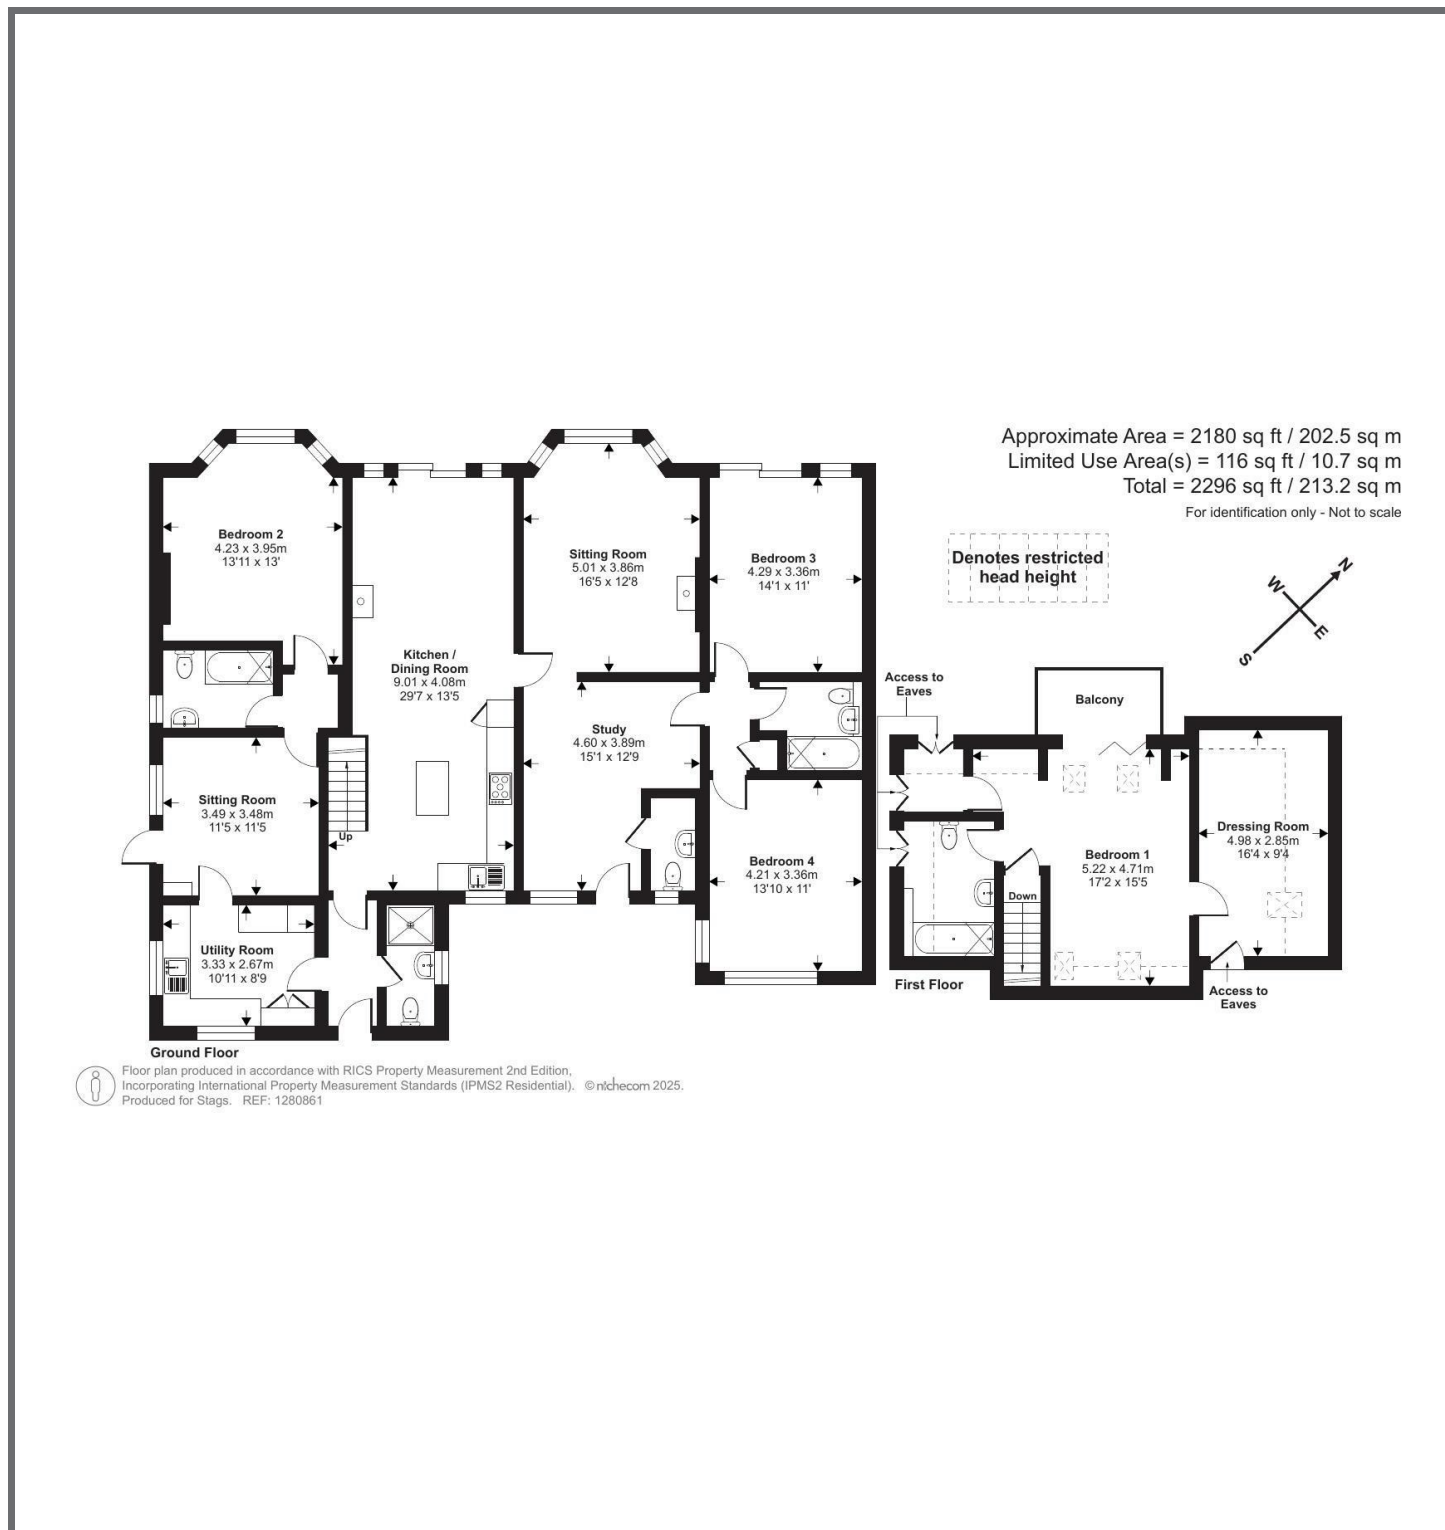 Approximate Area = 2180 sq ft / 202.5 sq m
Limited Use Area(s) = 116 sq ft / 10.7 sq m
Total = 2296 sq ft / 213.2 sq m
For identification only - Not to scale
Denotes restricted
head height
N
W
E
S
Bedroom 2
4.23 x 3.95m
13'11 x 13'
Sitting Room
5.01 x 3.86m
16'5 x 12'8
Bedroom 3
4.29 x 3.36m
14'1 x 11'
Kitchen /
Dining Room
9.01 x 4.08m
29'7 x 13'5
Study
4.60 x 3.89m
15'1 x 12'9
Sitting Room
3.49 x 3.48m
11'5 x 11'5
Up
Bedroom 4
4.21 x 3.36m
13'10 x 11'
Utility Room
3.33 x 2.67m
10'11 x 8'9
Ground Floor
Access to
Eaves
Balcony
Dressing Room
4.98 x 2.85m
16'4 x 9'4
Bedroom 1
5.22 x 4.71m
17'2 x 15'5
Down
First Floor
Access to
Eaves
Floor plan produced in accordance with RICS Property Measurement 2nd Edition,
Incorporating International Property Measurement Standards (IPMS2 Residential). © nichecom 2025.
Produced for Stags. REF: 1280861